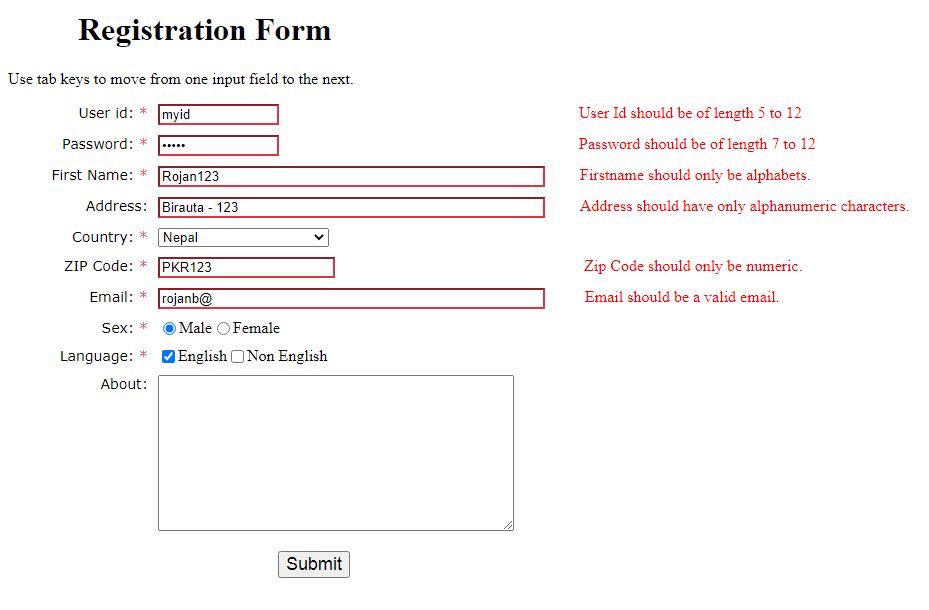 Registration Form
Use tab keys to move from one input field to the next.
User id: * myid User Id should be of length 5 to 12
Password: * ••••• Password should be of length 7 to 12
First Name: * Rojan123 Firstname should only be alphabets.
Address: Birauta - 123 Address should have only alphanumeric characters.
Country: * Nepal
ZIP Code: * PKR123 Zip Code should only be numeric.
Email: * rojanb@ Email should be a valid email.
Sex: * Male Female
Language: * English Non English
About:
Submit